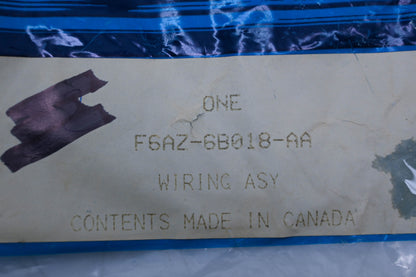 ONE
F6AZ-6B018-AA
WIRING ASY
CONTENTS MADE IN CANADA